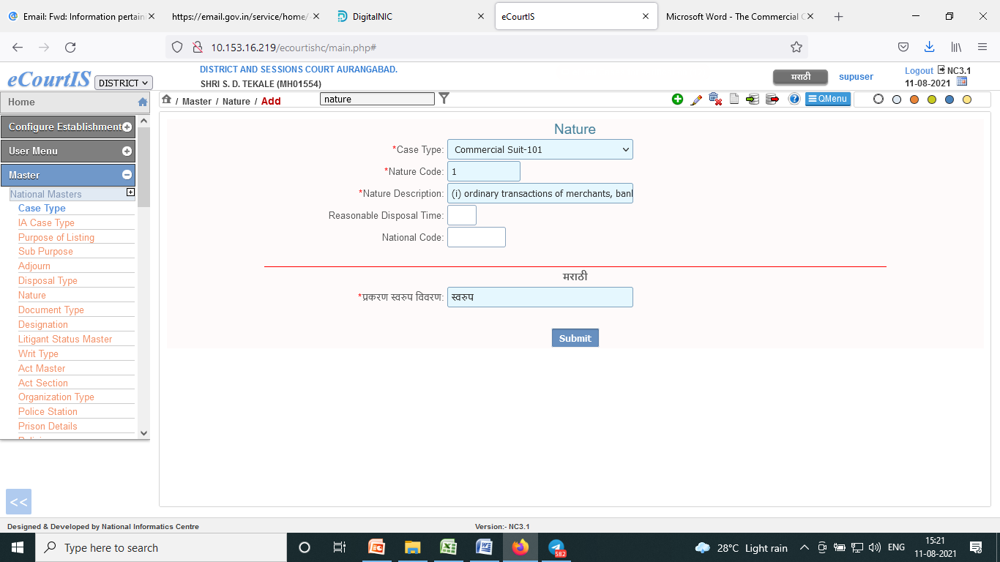 Email: Fwd: Information pertain
https://email.gov.in/service/home/
DigitalNIC
eCourtIS
Microsoft Word - The Commercial C
10.153.16.219/ecourtishc/main.php#
eCourtIS
DISTRICT
DISTRICT AND SESSIONS COURT AURANGABAD.
SHRI S. D. TEKALE (MH01554)
मराठी
supuser
Logout NC3.1
11-08-2021
Home
/ Master / Nature / Add
nature
QMenu
Configure Establishment
User Menu
Master
National Masters
Case Type
IA Case Type
Purpose of Listing
Sub Purpose
Adjourn
Disposal Type
Nature
Document Type
Designation
Litigant Status Master
Writ Type
Act Master
Act Section
Organization Type
Police Station
Prison Details
Nature
*Case Type: Commercial Suit-101
*Nature Code: 1
*Nature Description: (i) ordinary transactions of merchants, banl
Reasonable Disposal Time:
National Code:
मराठी
*प्रकरण स्वरुप विवरण: स्वरुप
Submit
<<
Designed & Developed by National Informatics Centre
Version:- NC3.1
Type here to search
582
28°C Light rain
ENG
15:21
11-08-2021